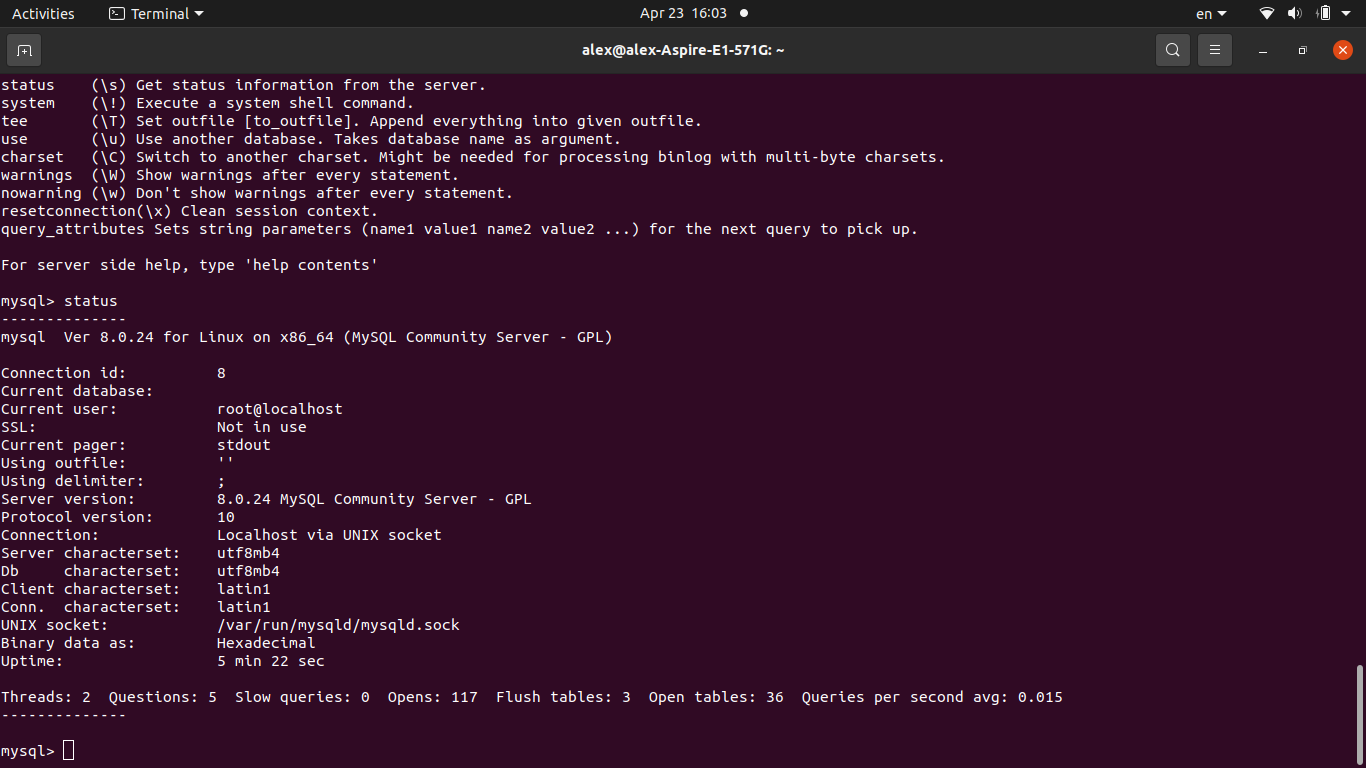 Activities Terminal Apr 23 16:03 en
alex@alex-Aspire-E1-571G: ~
status    (\s) Get status information from the server.
system    (\!) Execute a system shell command.
tee       (\T) Set outfile [to_outfile]. Append everything into given outfile.
use       (\u) Use another database. Takes database name as argument.
charset   (\C) Switch to another charset. Might be needed for processing binlog with multi-byte charsets.
warnings  (\W) Show warnings after every statement.
nowarning (\w) Don't show warnings after every statement.
resetconnection(\x) Clean session context.
query_attributes Sets string parameters (name1 value1 name2 value2 ...) for the next query to pick up.
For server side help, type 'help contents'
mysql> status
--------------
mysql  Ver 8.0.24 for Linux on x86_64 (MySQL Community Server - GPL)
Connection id:          8
Current database:
Current user:           root@localhost
SSL:                    Not in use
Current pager:          stdout
Using outfile:          ''
Using delimiter:        ;
Server version:         8.0.24 MySQL Community Server - GPL
Protocol version:       10
Connection:             Localhost via UNIX socket
Server characterset:    utf8mb4
Db     characterset:    utf8mb4
Client characterset:    latin1
Conn.  characterset:    latin1
UNIX socket:            /var/run/mysqld/mysqld.sock
Binary data as:         Hexadecimal
Uptime:                 5 min 22 sec
Threads: 2  Questions: 5  Slow queries: 0  Opens: 117  Flush tables: 3  Open tables: 36  Queries per second avg: 0.015
--------------
mysql>